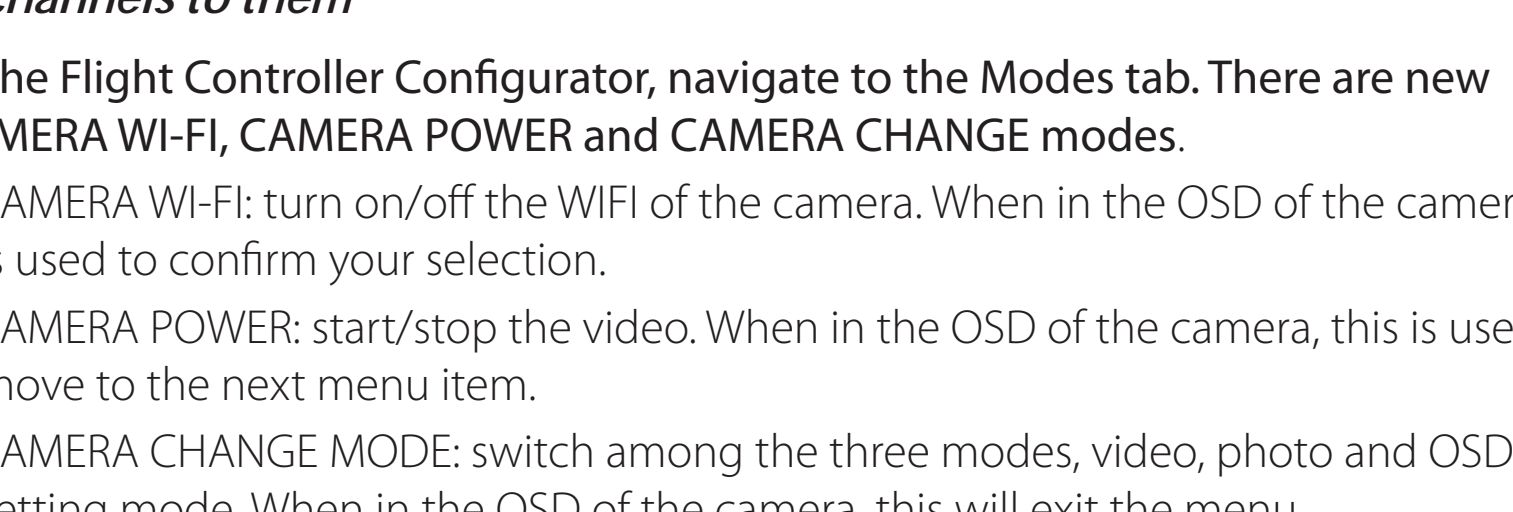 channels to them
he Flight Controller Configurator, navigate to the Modes tab. There are new
MERA WI-FI, CAMERA POWER and CAMERA CHANGE modes.
AMERA WI-FI: turn on/off the WIFI of the camera. When in the OSD of the camer
s used to confirm your selection.
AMERA POWER: start/stop the video. When in the OSD of the camera, this is use
move to the next menu item.
AMERA CHANGE MODE: switch among the three modes, video, photo and OSD
etting mode. When in the OSD of the camera, this will exit the menu